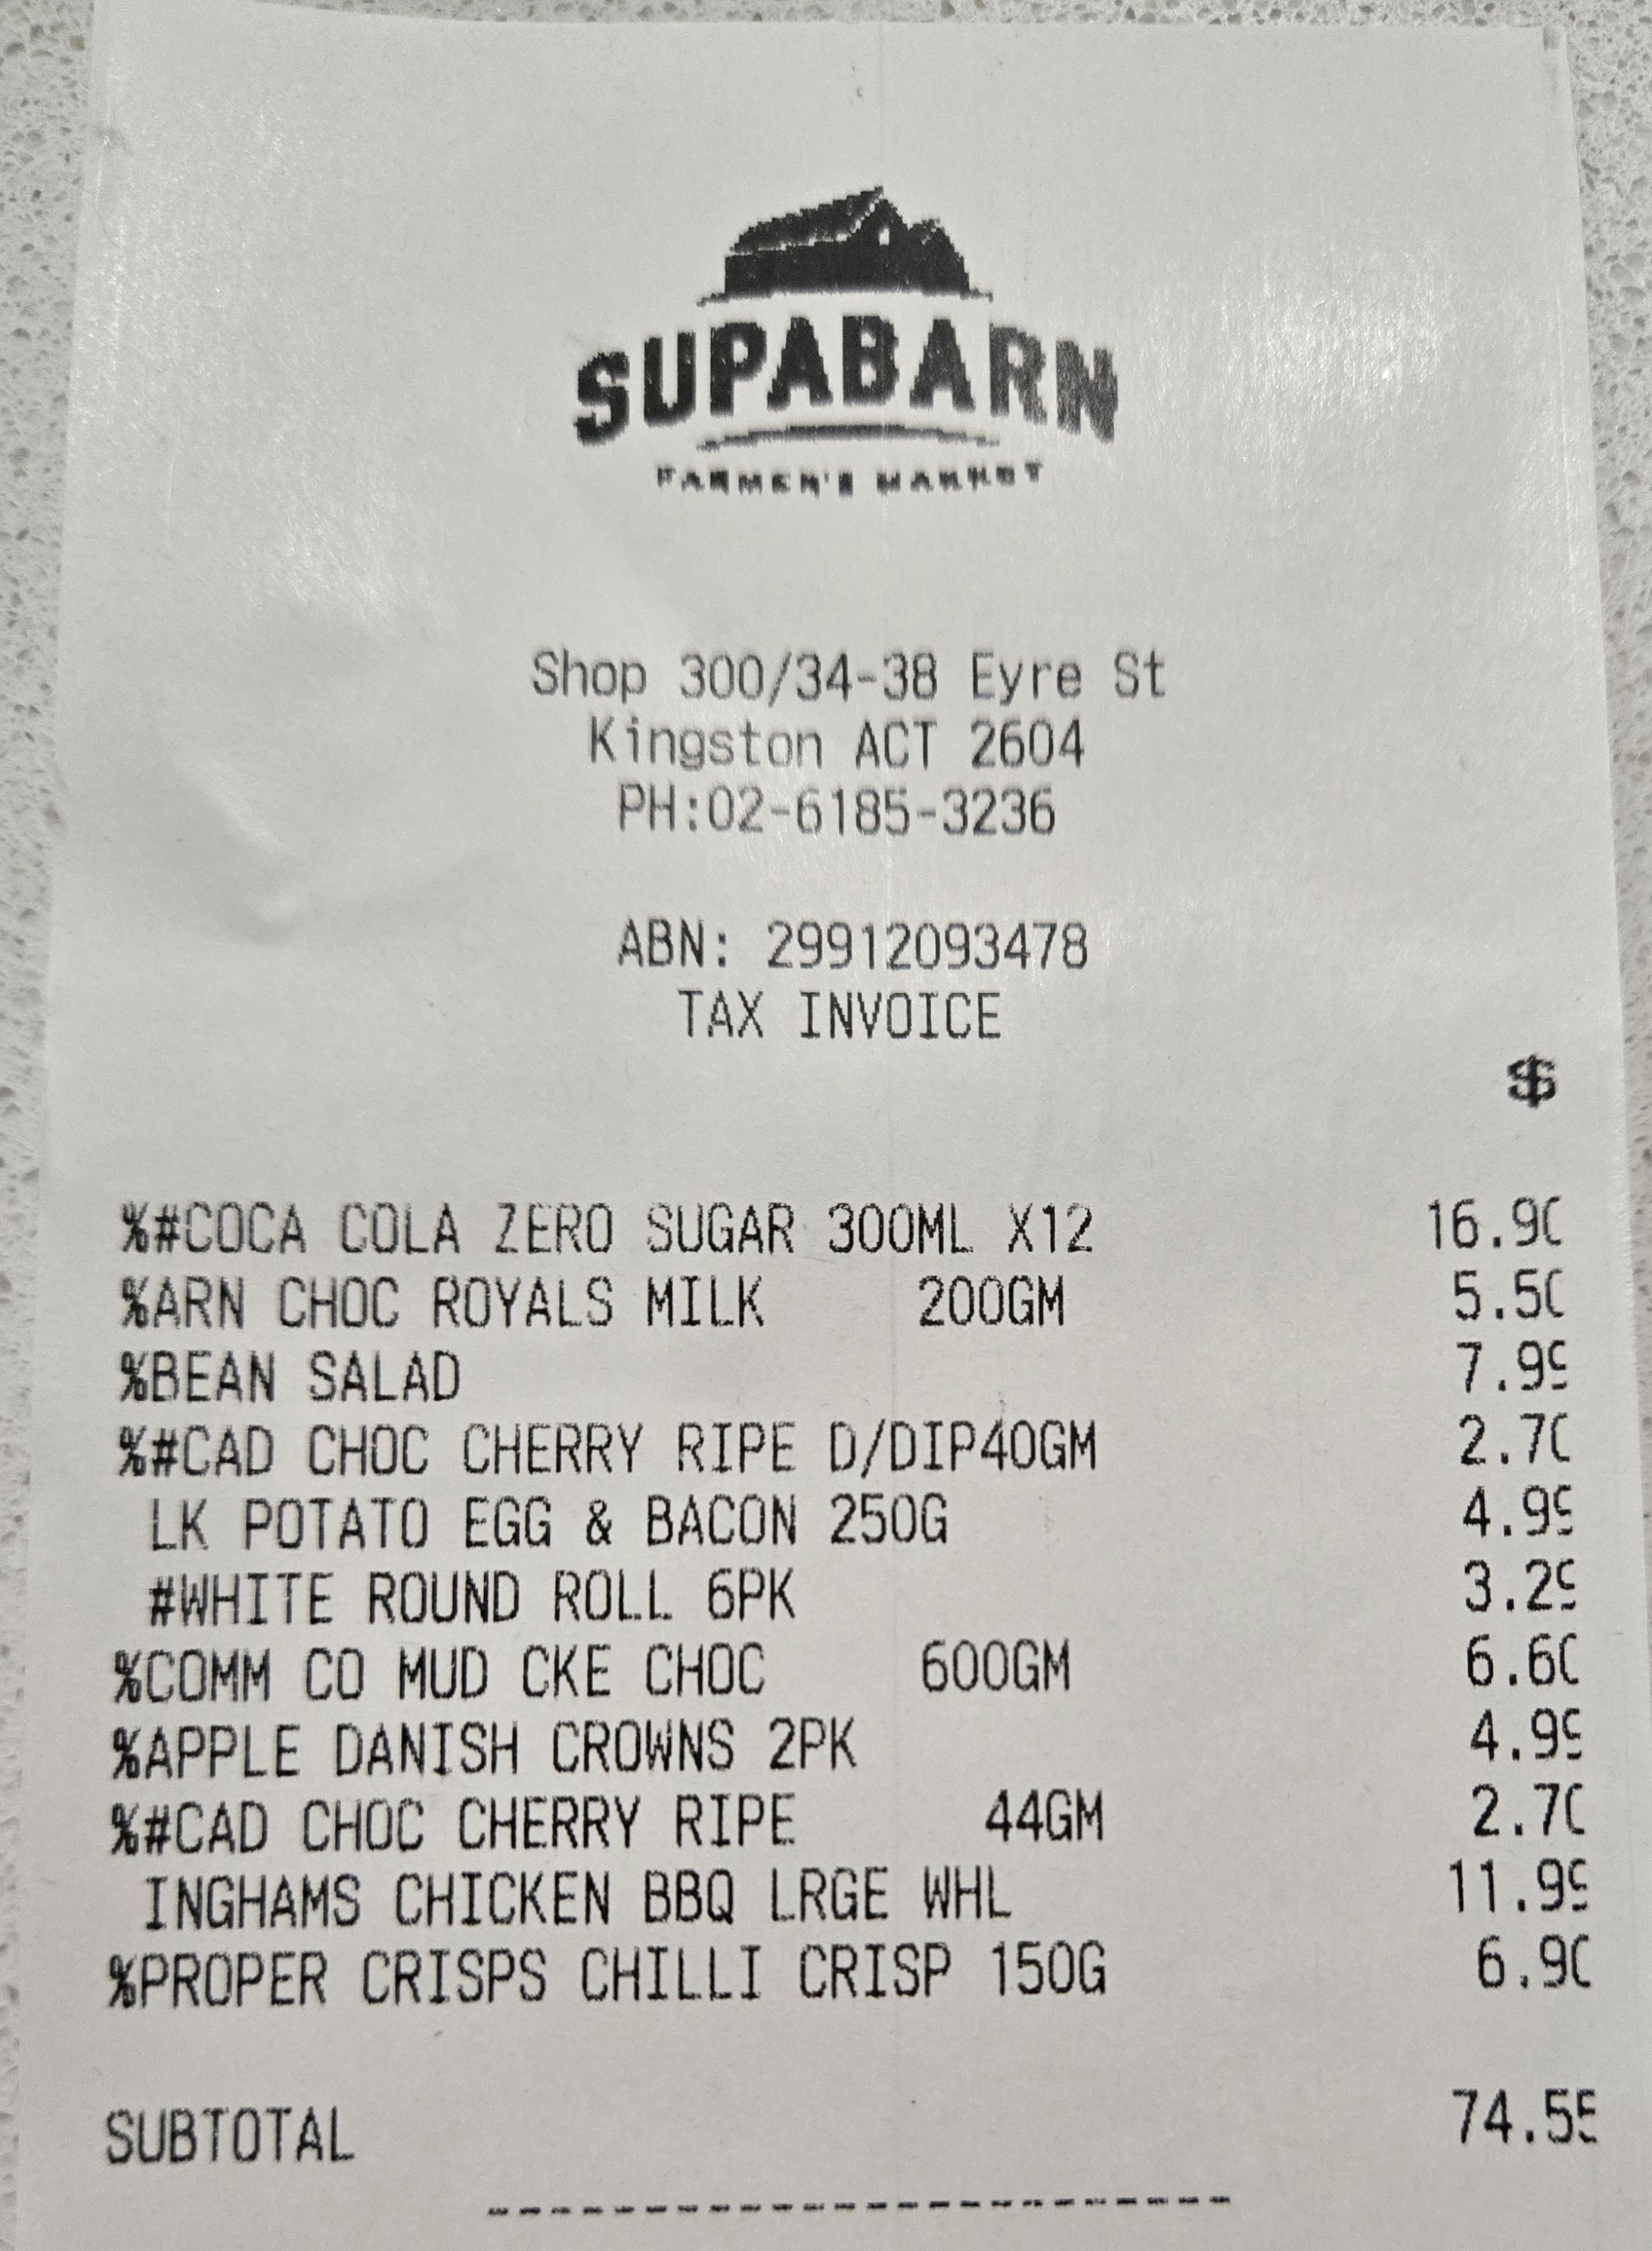 SUPABARN
FARMER'S MARKET
Shop 300/34-38 Eyre St
Kingston ACT 2604
PH:02-6185-3236
ABN: 29912093478
TAX INVOICE
$
%#COCA COLA ZERO SUGAR 300ML X12 16.90
%ARN CHOC ROYALS MILK 200GM 5.50
%BEAN SALAD 7.99
%#CAD CHOC CHERRY RIPE D/DIP40GM 2.70
LK POTATO EGG & BACON 250G 4.99
#WHITE ROUND ROLL 6PK 3.29
%COMM CO MUD CKE CHOC 600GM 6.60
%APPLE DANISH CROWNS 2PK 4.99
%#CAD CHOC CHERRY RIPE 44GM 2.70
INGHAMS CHICKEN BBQ LRGE WHL 11.99
%PROPER CRISPS CHILLI CRISP 150G 6.90
SUBTOTAL 74.55